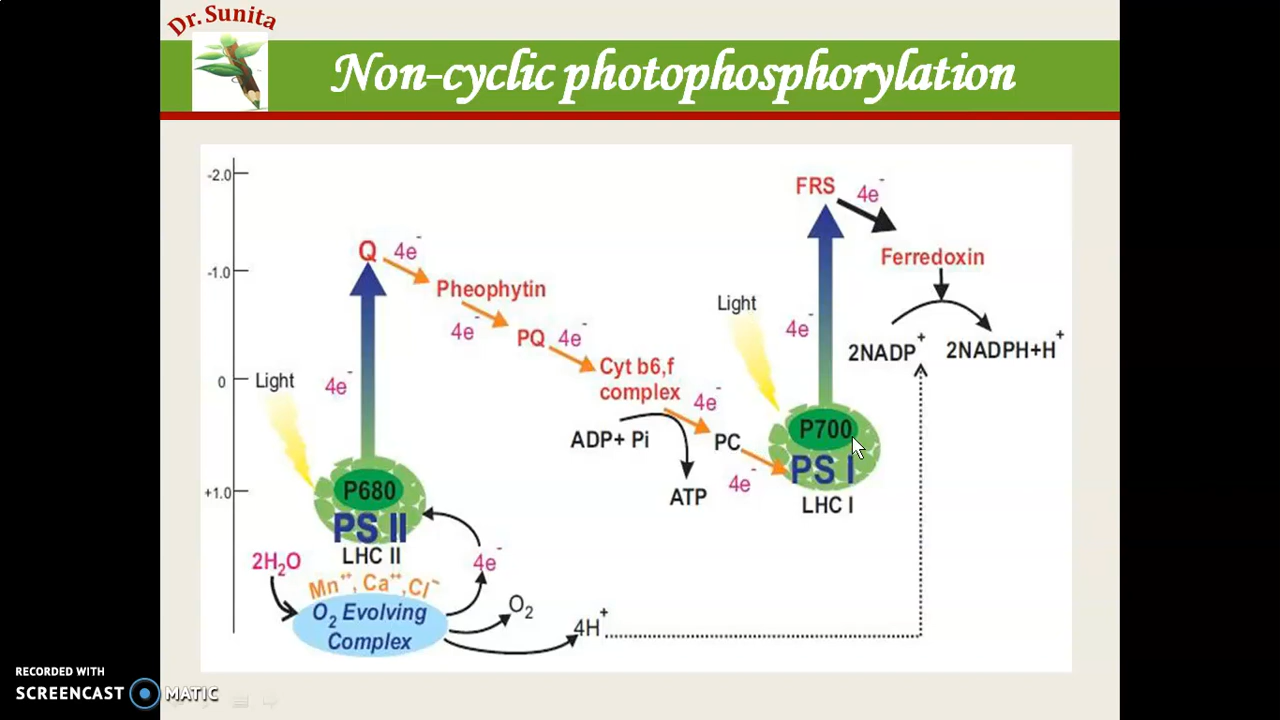 Dr. Sunita
Non-cyclic photophosphorylation
-2.0
-1.0
0
+1.0
FRS
4e⁻
Q
4e⁻
Ferredoxin
Pheophytin
4e⁻
PQ
4e⁻
Light
4e⁻
2NADP⁺
2NADPH+H⁺
Cyt b6,f
complex
4e⁻
Light
4e⁻
ADP+ Pi
PC
ATP
4e⁻
P700
PS I
LHC I
P680
PS II
LHC II
2H₂O
4e⁻
Mn⁺⁺, Ca⁺⁺, Cl⁻
O₂ Evolving
Complex
O₂
4H⁺
RECORDED WITH
SCREENCAST MATIC